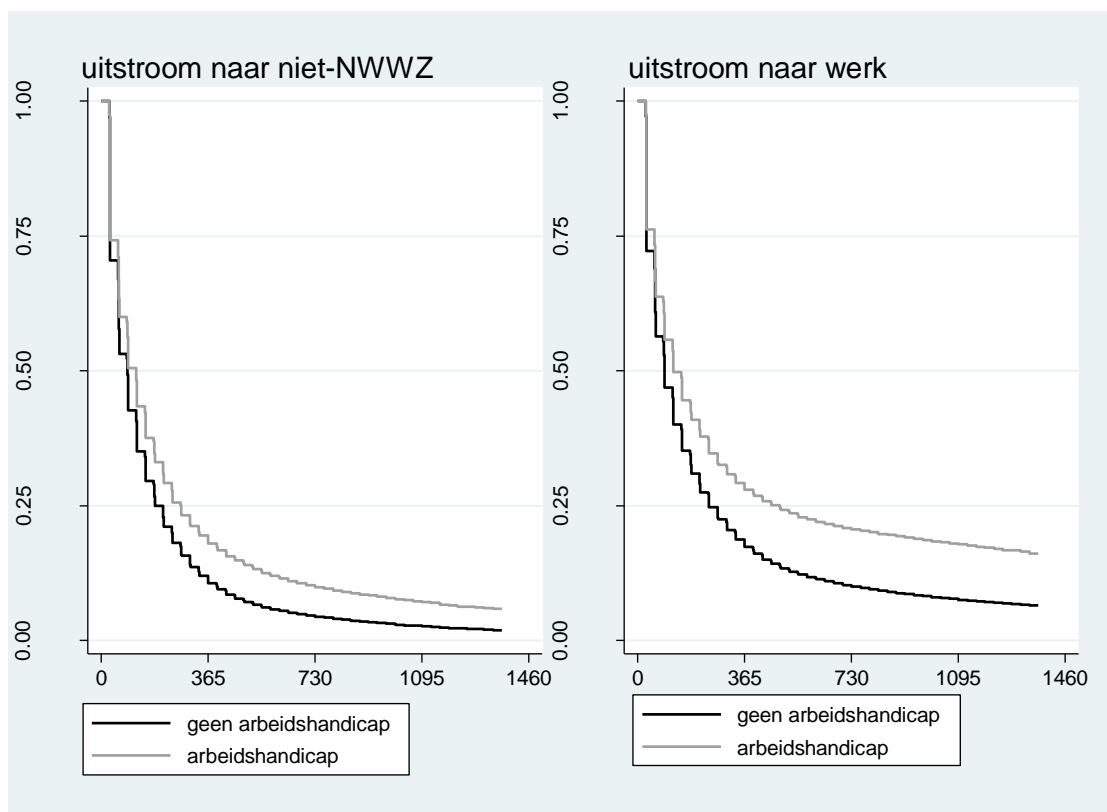 uitstroom naar niet-NWWZ
1.00
0.75
0.50
0.25
0.00
0 365 730 1095 1460
geen arbeidshandicap
arbeidshandicap
uitstroom naar werk
1.00
0.75
0.50
0.25
0.00
0 365 730 1095 1460
geen arbeidshandicap
arbeidshandicap